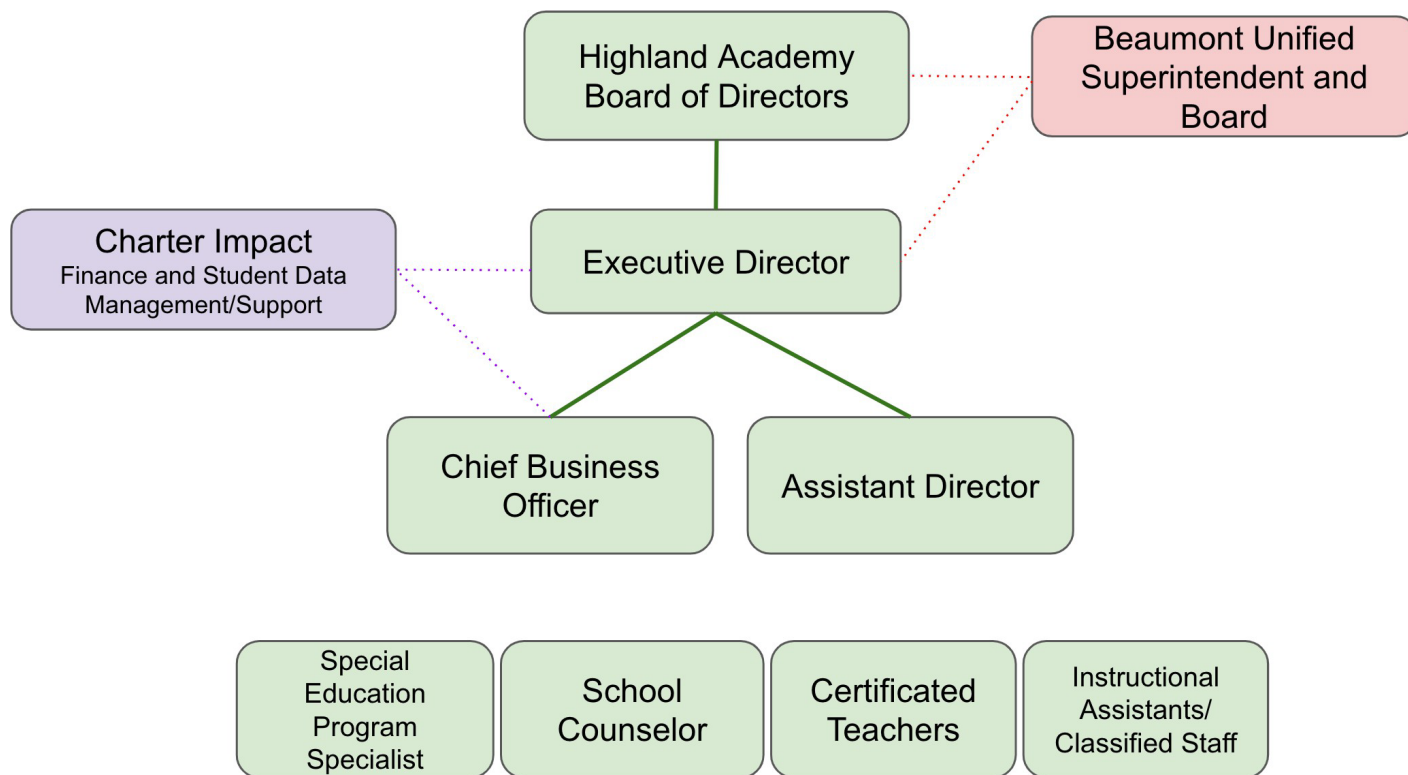 Highland Academy
Board of Directors
Beaumont Unified
Superintendent and
Board
Charter Impact
Finance and Student Data
Management/Support
Executive Director
Chief Business
Officer
Assistant Director
Special
Education
Program
Specialist
School
Counselor
Certificated
Teachers
Instructional
Assistants/
Classified Staff